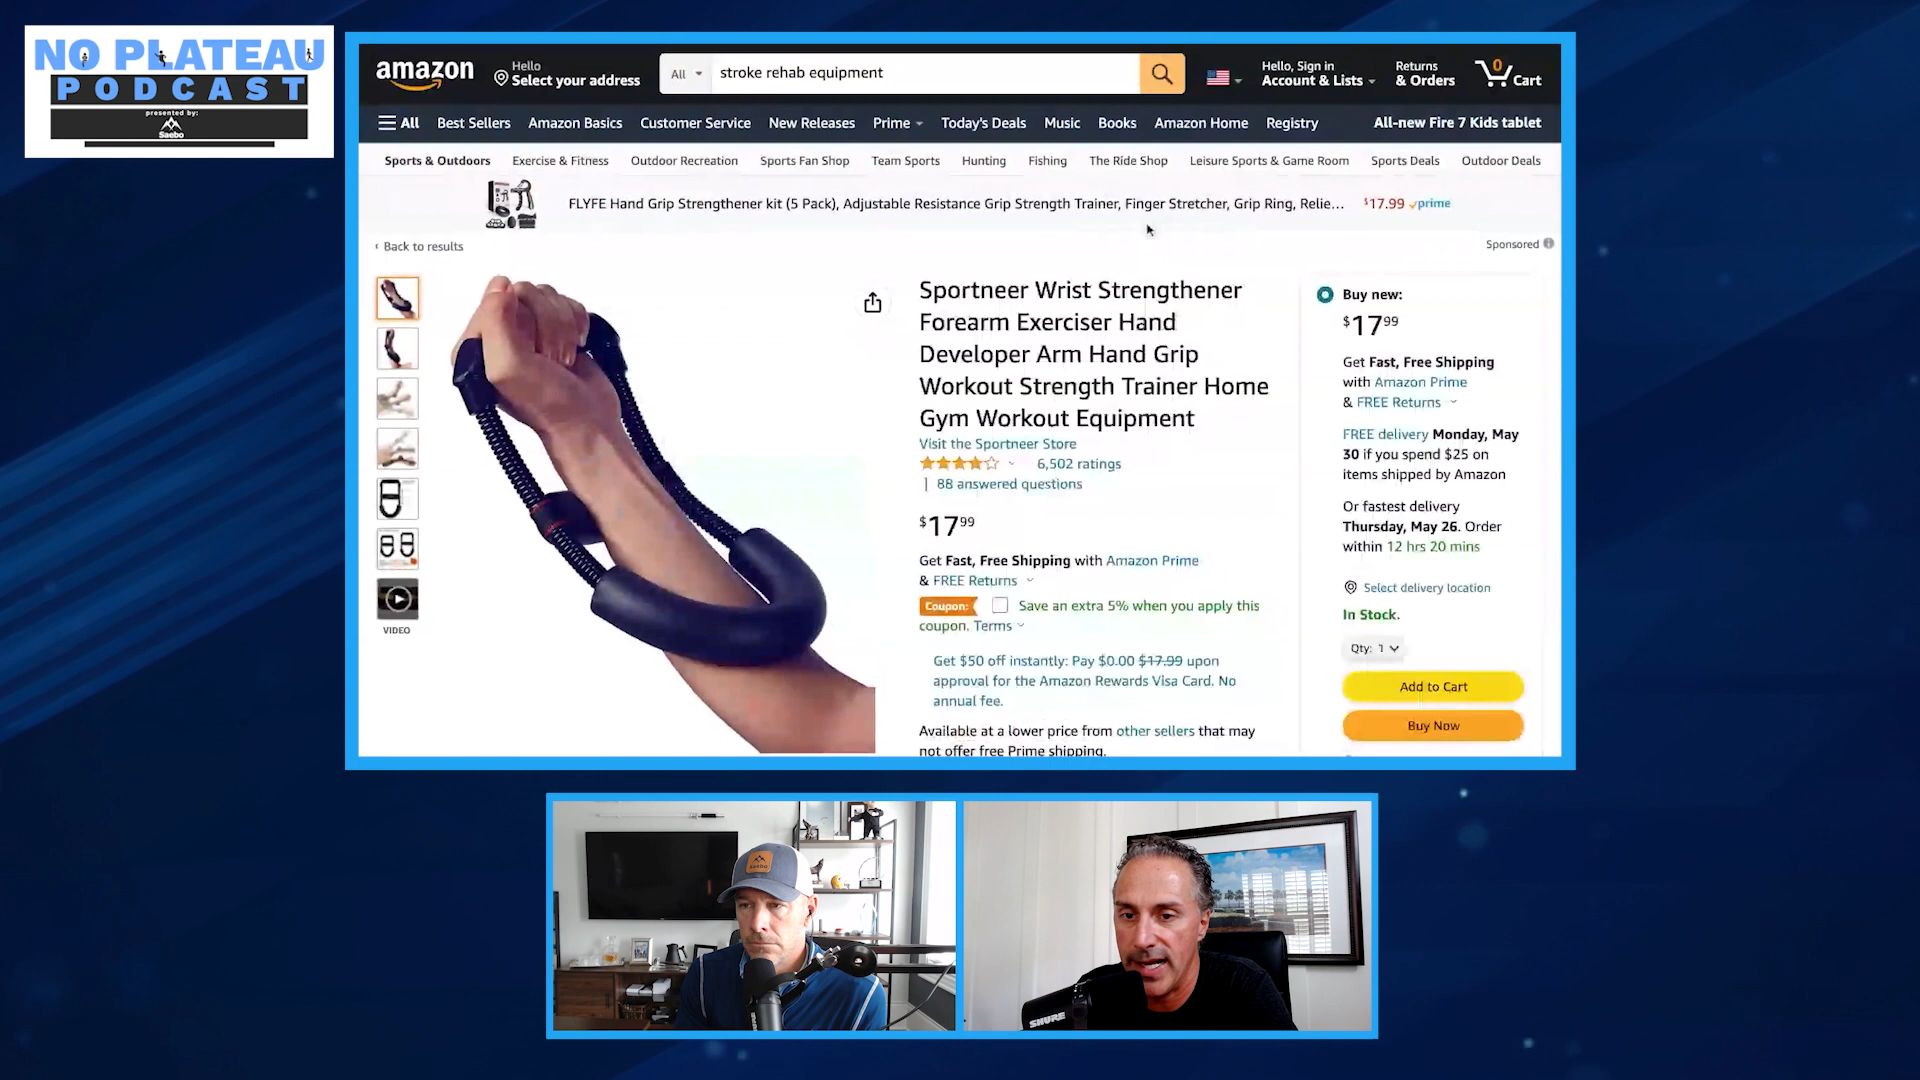 NO PLATEAU
PODCAST
presented by:
Saebo
amazon
Hello
Select your address
All
stroke rehab equipment
Hello, Sign in
Account & Lists
Returns
& Orders
0
Cart
All
Best Sellers
Amazon Basics
Customer Service
New Releases
Prime
Today's Deals
Music
Books
Amazon Home
Registry
All-new Fire 7 Kids tablet
Sports & Outdoors
Exercise & Fitness
Outdoor Recreation
Sports Fan Shop
Team Sports
Hunting
Fishing
The Ride Shop
Leisure Sports & Game Room
Sports Deals
Outdoor Deals
FLYFE Hand Grip Strengthener kit (5 Pack), Adjustable Resistance Grip Strength Trainer, Finger Stretcher, Grip Ring, Relie...
$17.99 prime
‹ Back to results
Sponsored
VIDEO
Sportneer Wrist Strengthener
Forearm Exerciser Hand
Developer Arm Hand Grip
Workout Strength Trainer Home
Gym Workout Equipment
Visit the Sportneer Store
6,502 ratings
| 88 answered questions
$17 99
Get Fast, Free Shipping with Amazon Prime
& FREE Returns
Coupon: Save an extra 5% when you apply this
coupon. Terms
Get $50 off instantly: Pay $0.00 $17.99 upon
approval for the Amazon Rewards Visa Card. No
annual fee.
Available at a lower price from other sellers that may
not offer free Prime shipping.
Buy new:
$17 99
Get Fast, Free Shipping
with Amazon Prime
& FREE Returns
FREE delivery Monday, May
30 if you spend $25 on
items shipped by Amazon
Or fastest delivery
Thursday, May 26. Order
within 12 hrs 20 mins
Select delivery location
In Stock.
Qty: 1
Add to Cart
Buy Now
saebo
SHURE
SHURE